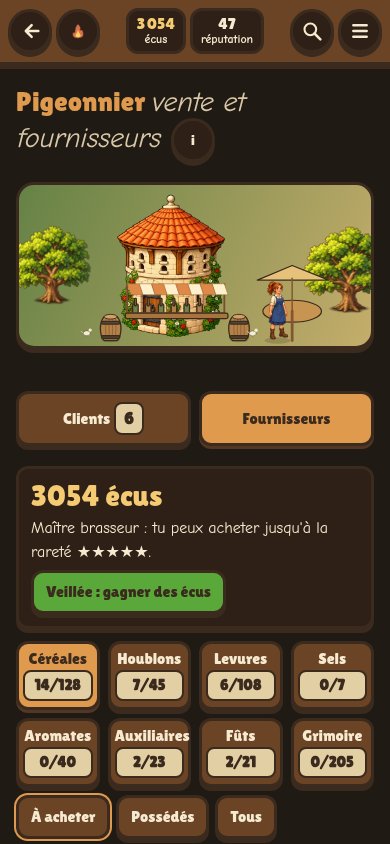 3054
écus
47
réputation
Pigeonnier vente et
fournisseurs i
Clients 6
Fournisseurs
3054 écus
Maître brasseur : tu peux acheter jusqu'à la
rareté ★★★★★.
Veillée : gagner des écus
Céréales
14/128
Houblons
7/45
Levures
6/108
Sels
0/7
Aromates
0/40
Auxiliaires
2/23
Fûts
2/21
Grimoire
0/205
À acheter
Possédés
Tous